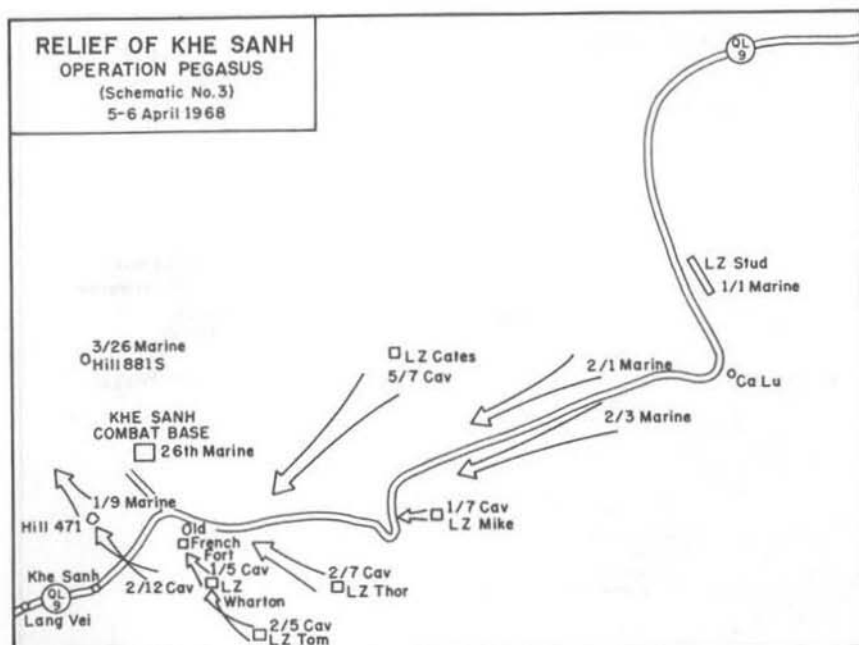 RELIEF OF KHE SANH
OPERATION PEGASUS
(Schematic No.3)
5-6 April 1968
QL
9
LZ Stud
1/1 Marine
3/26 Marine
Hill 881 S
LZ Cates
5/7 Cav
2/1 Marine
Ca Lu
2/3 Marine
KHE SANH
COMBAT BASE
26th Marine
1/9 Marine
Hill 471
1/7 Cav
LZ Mike
Old
French
Fort
1/5 Cav
LZ
Wharton
2/7 Cav
LZ Thor
Khe Sanh
2/12 Cav
QL
9
Lang Vei
2/5 Cav
LZ Tom